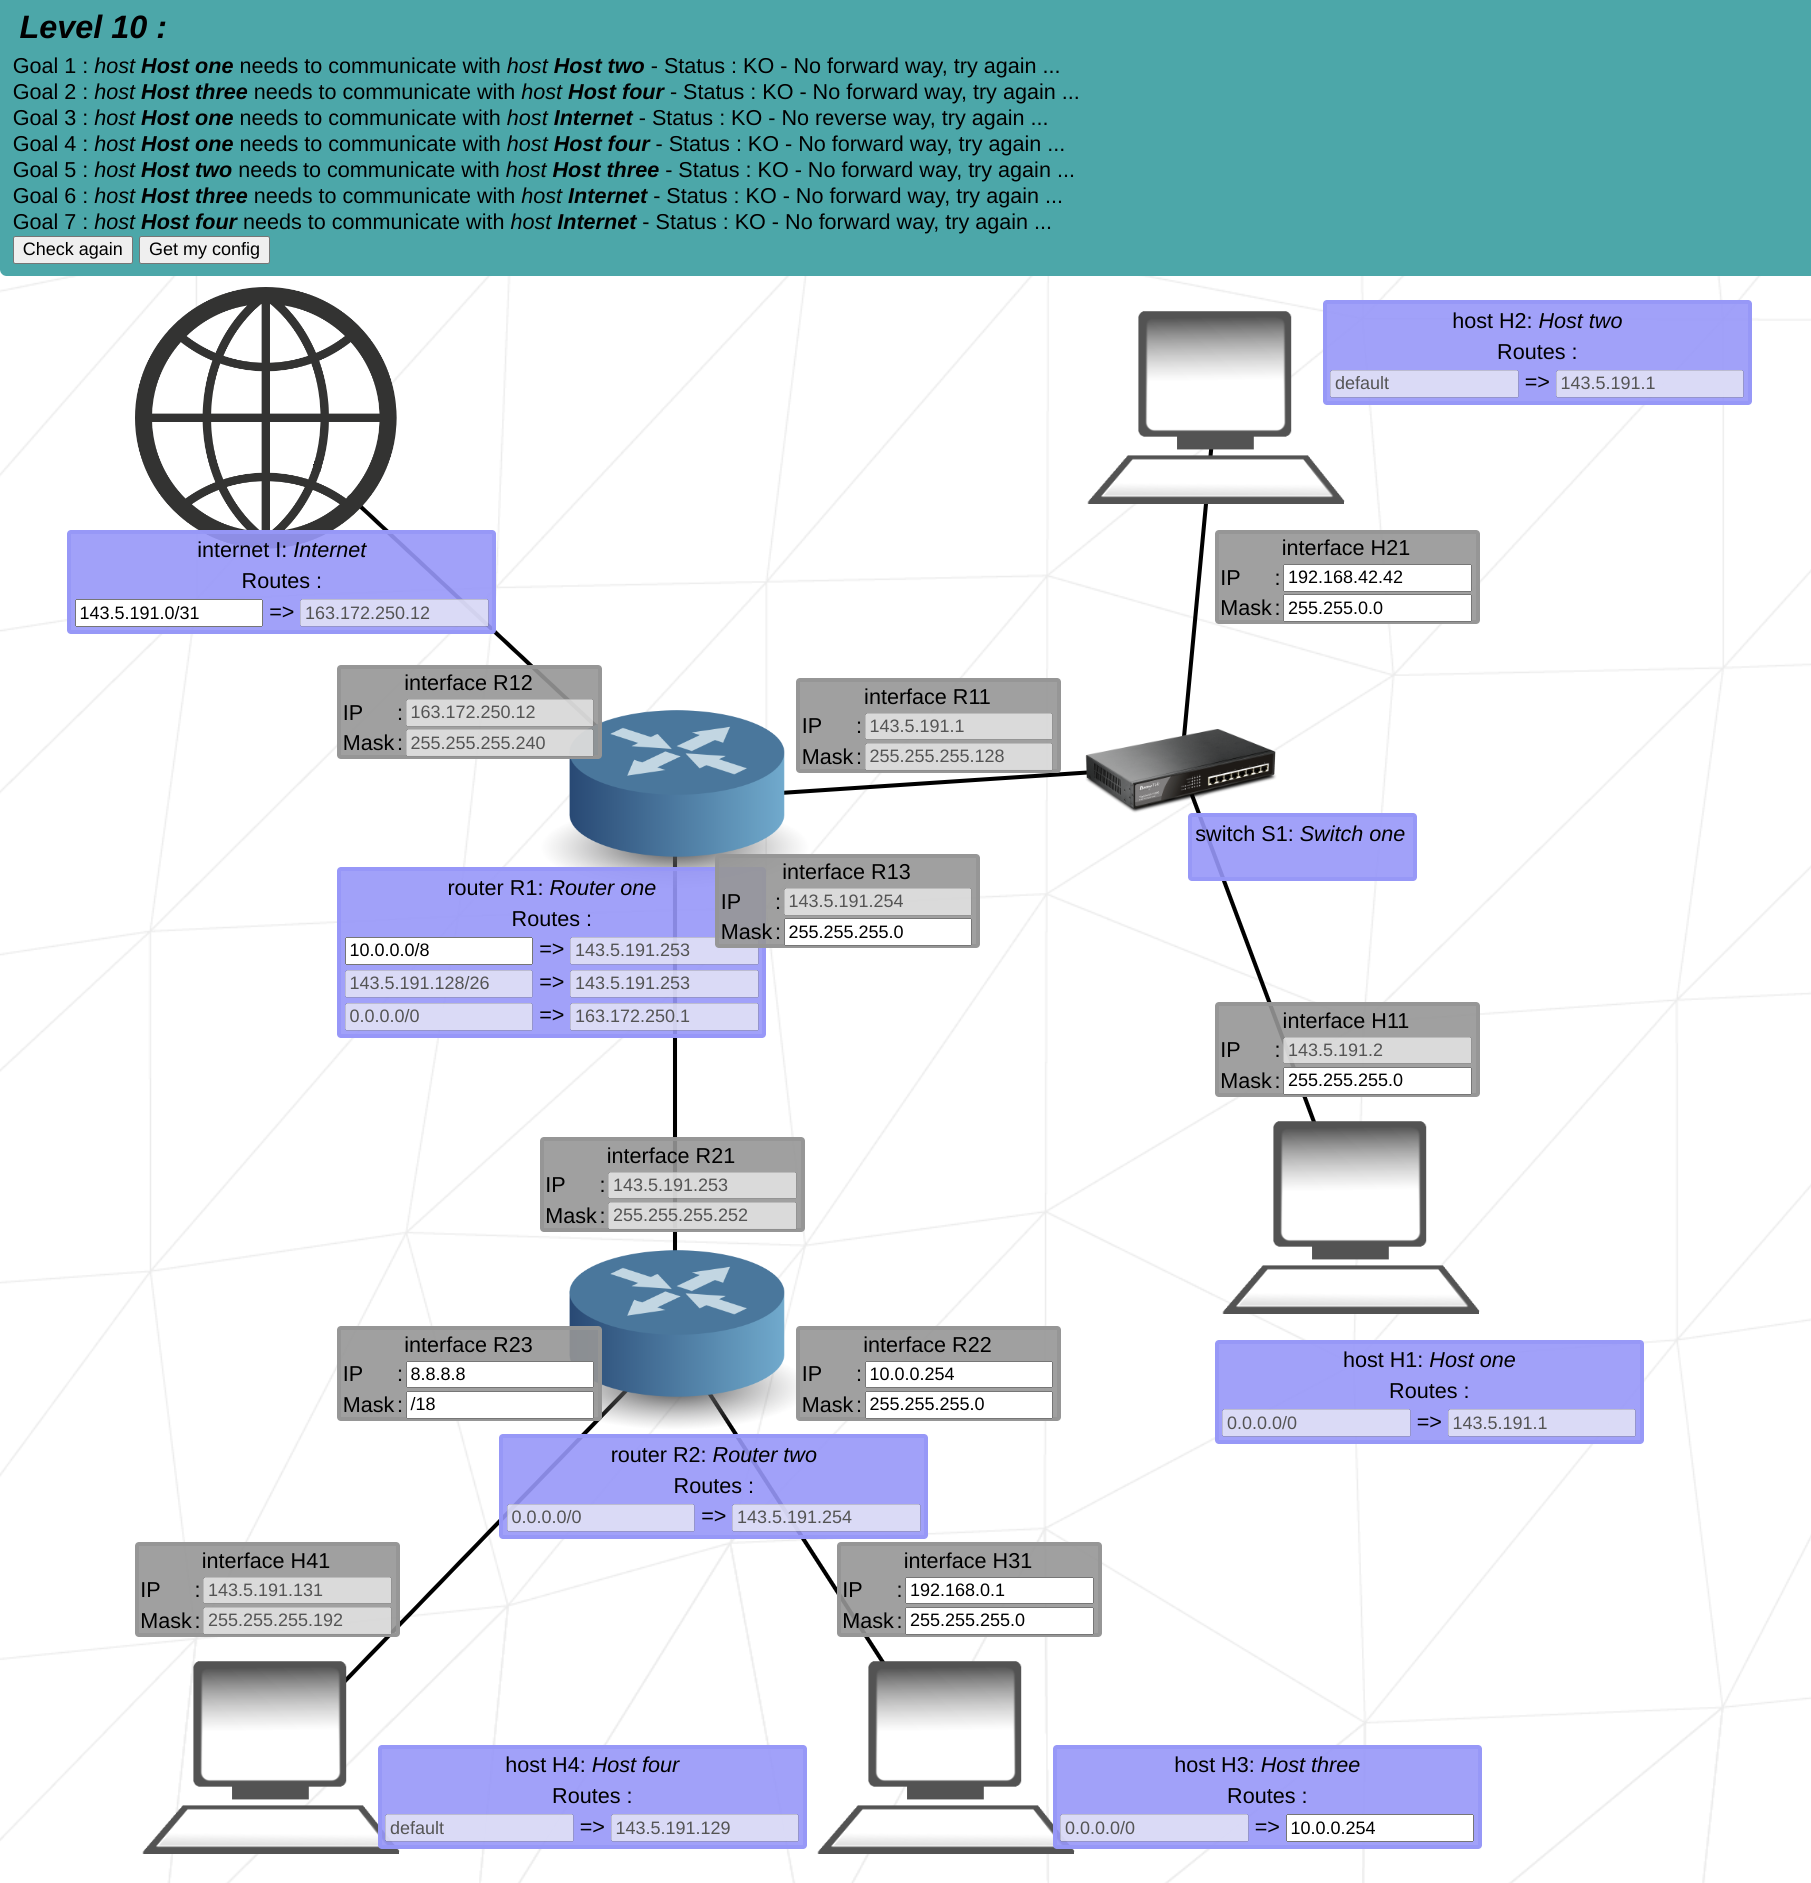 Level 10 :
Goal 1 : host Host one needs to communicate with host Host two - Status : KO - No forward way, try again ...
Goal 2 : host Host three needs to communicate with host Host four - Status : KO - No forward way, try again ...
Goal 3 : host Host one needs to communicate with host Internet - Status : KO - No reverse way, try again ...
Goal 4 : host Host one needs to communicate with host Host four - Status : KO - No forward way, try again ...
Goal 5 : host Host two needs to communicate with host Host three - Status : KO - No forward way, try again ...
Goal 6 : host Host three needs to communicate with host Internet - Status : KO - No forward way, try again ...
Goal 7 : host Host four needs to communicate with host Internet - Status : KO - No forward way, try again ...
Check again Get my config
host H2: Host two
Routes :
default => 143.5.191.1
internet I: Internet
Routes :
143.5.191.0/31 => 163.172.250.12
interface H21
IP : 192.168.42.42
Mask : 255.255.0.0
interface R12
IP : 163.172.250.12
Mask : 255.255.255.240
interface R11
IP : 143.5.191.1
Mask : 255.255.255.128
switch S1: Switch one
router R1: Router one
Routes :
10.0.0.0/8 => 143.5.191.253
143.5.191.128/26 => 143.5.191.253
0.0.0.0/0 => 163.172.250.1
interface R13
IP : 143.5.191.254
Mask : 255.255.255.0
interface H11
IP : 143.5.191.2
Mask : 255.255.255.0
interface R21
IP : 143.5.191.253
Mask : 255.255.255.252
interface R23
IP : 8.8.8.8
Mask : /18
interface R22
IP : 10.0.0.254
Mask : 255.255.255.0
host H1: Host one
Routes :
0.0.0.0/0 => 143.5.191.1
router R2: Router two
Routes :
0.0.0.0/0 => 143.5.191.254
interface H41
IP : 143.5.191.131
Mask : 255.255.255.192
interface H31
IP : 192.168.0.1
Mask : 255.255.255.0
host H4: Host four
Routes :
default => 143.5.191.129
host H3: Host three
Routes :
0.0.0.0/0 => 10.0.0.254